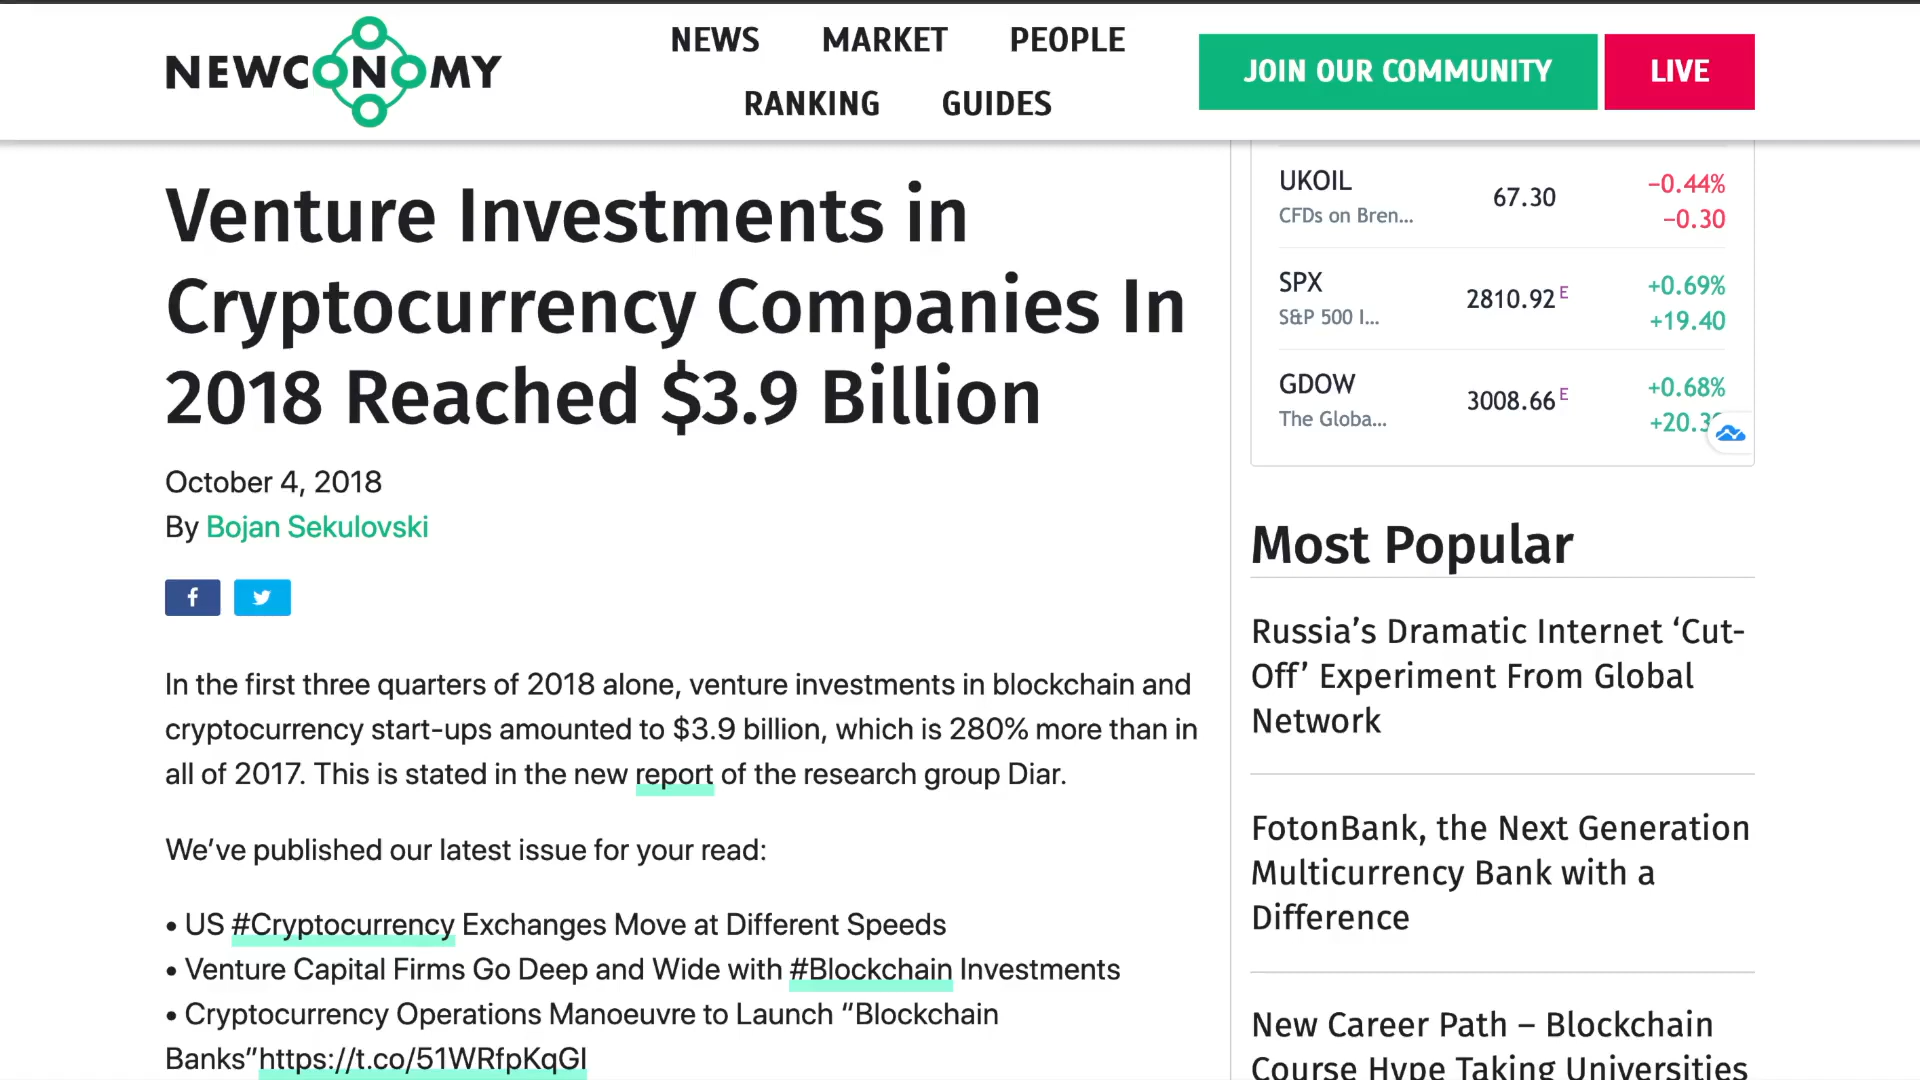 NEWCONOMY
NEWS MARKET PEOPLE
RANKING GUIDES
JOIN OUR COMMUNITY
LIVE
Venture Investments in
Cryptocurrency Companies In
2018 Reached $3.9 Billion
October 4, 2018
By Bojan Sekulovski
In the first three quarters of 2018 alone, venture investments in blockchain and
cryptocurrency start-ups amounted to $3.9 billion, which is 280% more than in
all of 2017. This is stated in the new report of the research group Diar.
We’ve published our latest issue for your read:
• US #Cryptocurrency Exchanges Move at Different Speeds
• Venture Capital Firms Go Deep and Wide with #Blockchain Investments
• Cryptocurrency Operations Manoeuvre to Launch “Blockchain
Banks”https://t.co/51WRfpKqGI
UKOIL 67.30 −0.44%
CFDs on Bren... −0.30
SPX 2810.92 E +0.69%
S&P 500 I... +19.40
GDOW 3008.66 E +0.68%
The Globa...
Most Popular
Russia’s Dramatic Internet ‘Cut-
Off’ Experiment From Global
Network
FotonBank, the Next Generation
Multicurrency Bank with a
Difference
New Career Path – Blockchain
Course Hype Taking Universities